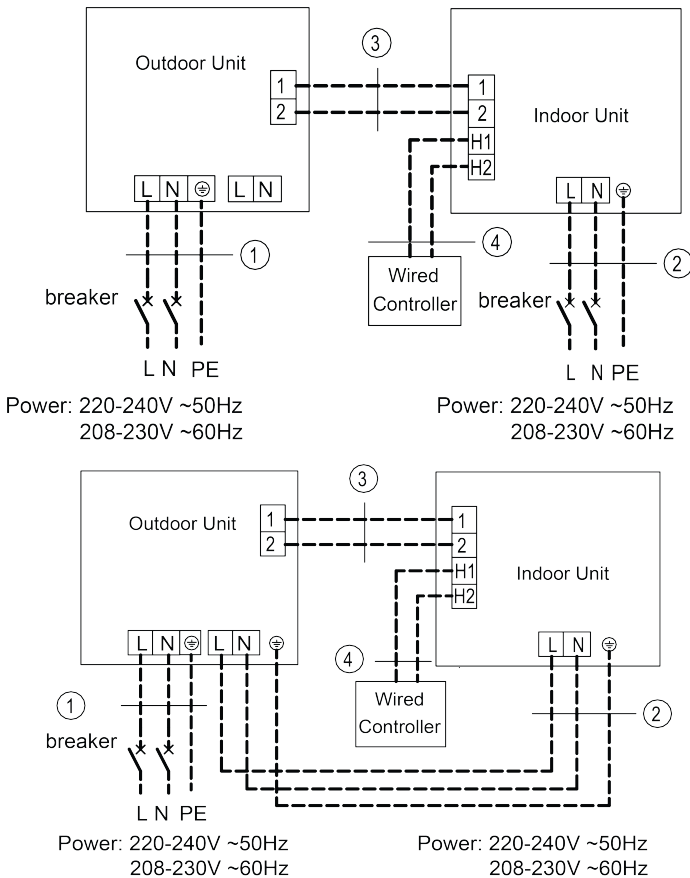 Outdoor Unit
3
1
2
1
2
H1
H2
Indoor Unit
L N
L N
L N
1
4
2
Wired
Controller
breaker
breaker
L N PE
L N PE
Power: 220-240V ~50Hz
208-230V ~60Hz
Power: 220-240V ~50Hz
208-230V ~60Hz
3
Outdoor Unit
1
2
1
2
H1
H2
Indoor Unit
L N
L N
L N
4
1
2
Wired
Controller
breaker
L N PE
Power: 220-240V ~50Hz
208-230V ~60Hz
Power: 220-240V ~50Hz
208-230V ~60Hz